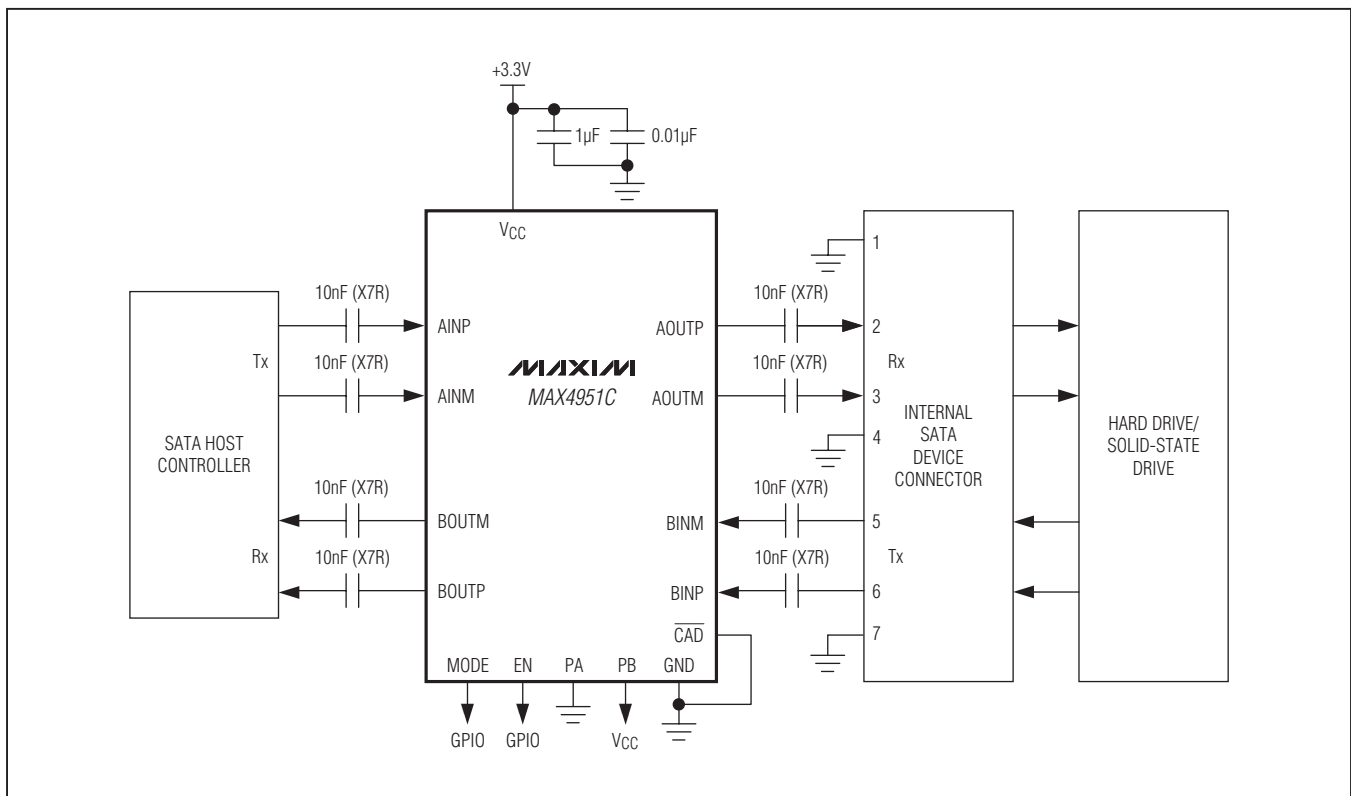 +3.3V
1µF
0.01µF
VCC
1
10nF (X7R)
10nF (X7R)
AINP
AOUTP
2
Tx
10nF (X7R)
MAXIM
MAX4951C
10nF (X7R)
Rx
AINM
AOUTM
3
SATA HOST
CONTROLLER
4
INTERNAL
SATA
DEVICE
CONNECTOR
HARD DRIVE/
SOLID-STATE
DRIVE
10nF (X7R)
10nF (X7R)
BOUTM
BINM
5
Rx
10nF (X7R)
10nF (X7R)
Tx
BOUTP
BINP
6
CAD
7
MODE
EN
PA
PB
GND
GPIO
GPIO
VCC